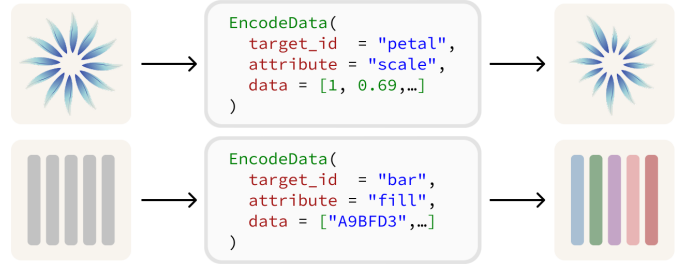 EncodeData(
target_id = "petal",
attribute = "scale",
data = [1, 0.69,…]
)
EncodeData(
target_id = "bar",
attribute = "fill",
data = ["A9BFD3",…]
)